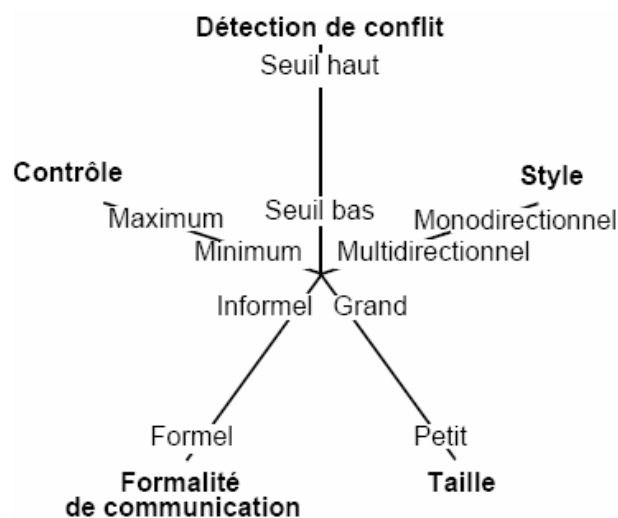 Détection de conflit
Seuil haut
Contrôle
Style
Maximum
Seuil bas
Monodirectionnel
Minimum
Multidirectionnel
Informel
Grand
Formel
Petit
Formalité
de communication
Taille